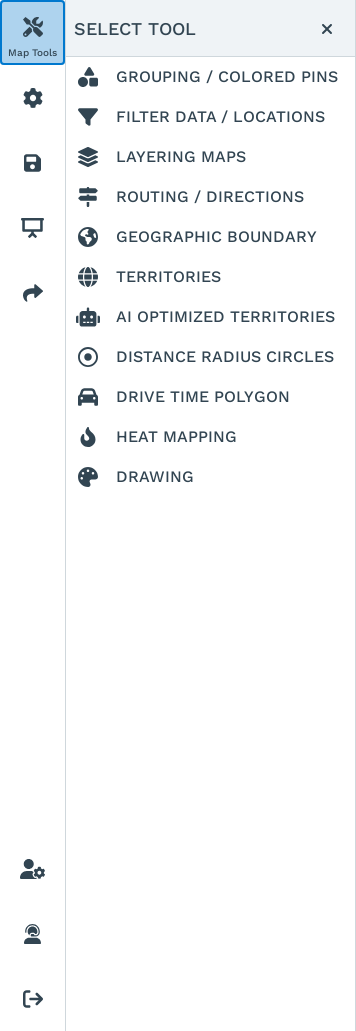 Map Tools
SELECT TOOL
GROUPING / COLORED PINS
FILTER DATA / LOCATIONS
LAYERING MAPS
ROUTING / DIRECTIONS
GEOGRAPHIC BOUNDARY
TERRITORIES
AI OPTIMIZED TERRITORIES
DISTANCE RADIUS CIRCLES
DRIVE TIME POLYGON
HEAT MAPPING
DRAWING